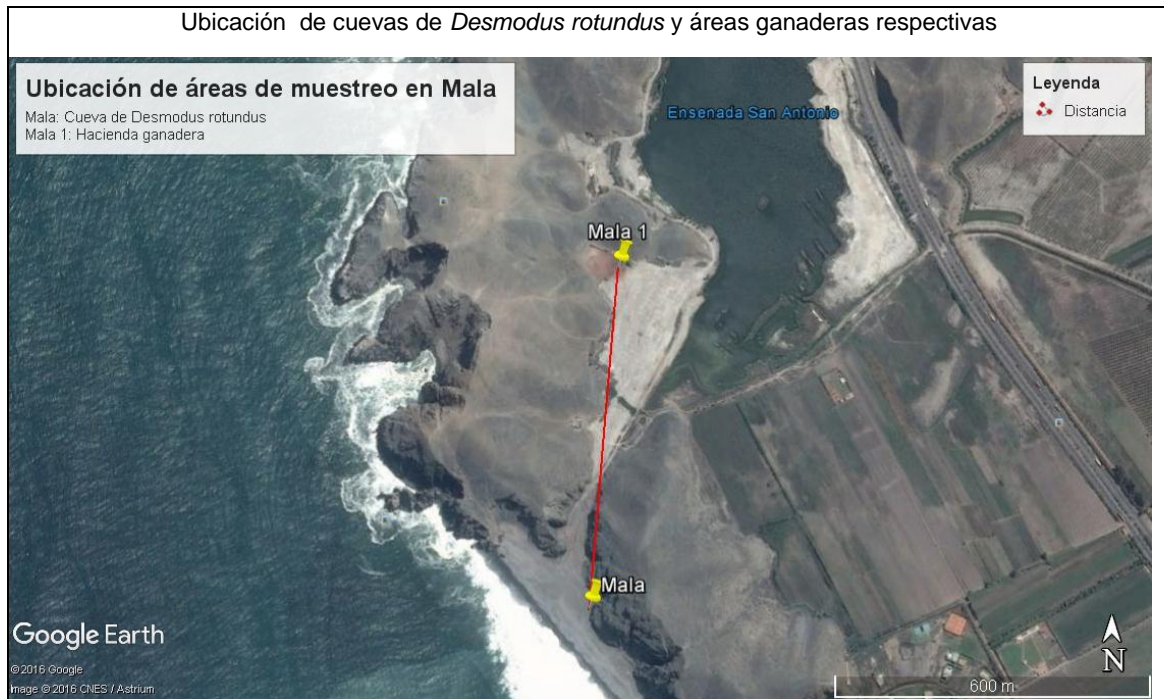 Ubicación  de cuevas de Desmodus rotundus y áreas ganaderas respectivas
Ubicación de áreas de muestreo en Mala
Mala: Cueva de Desmodus rotundus
Mala 1: Hacienda ganadera
Leyenda
Distancia
Ensenada San Antonio
Mala 1
Mala
Google Earth
©2016 Google
Image © 2016 CNES / Astrium
N
600 m